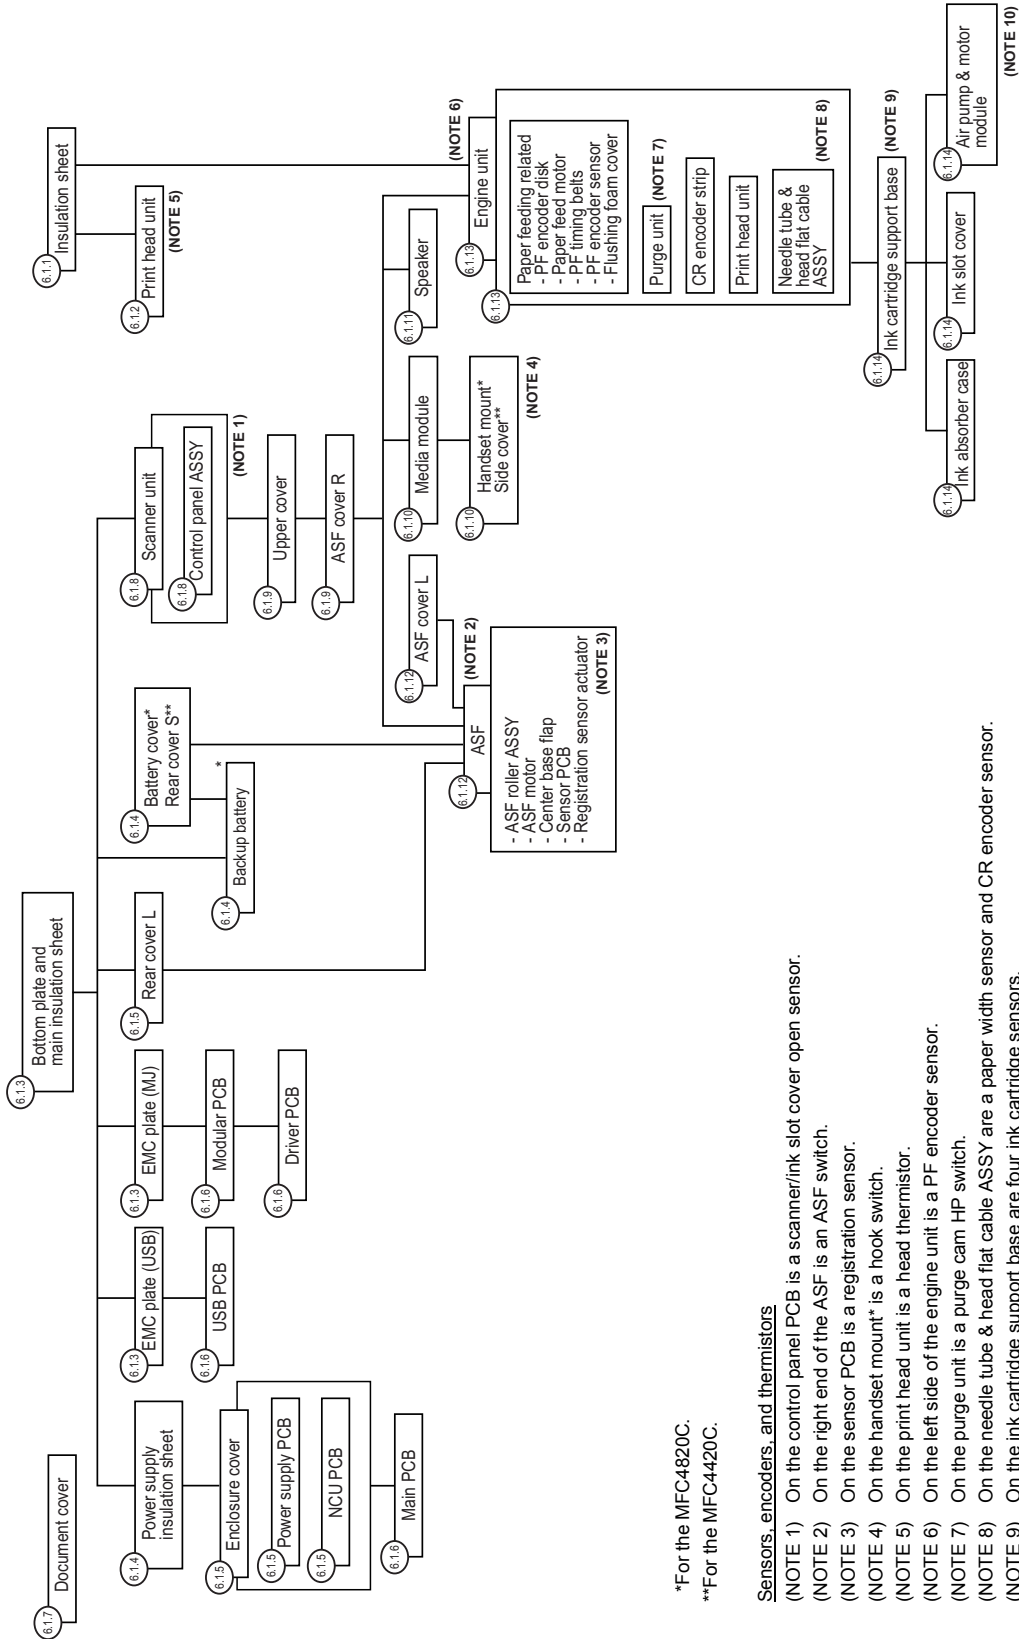 6.1.7
Document cover
6.1.3
Bottom plate and
main insulation sheet
6.1.1
Insulation sheet
6.1.2
Print head unit
(NOTE 5)
6.1.4
Power supply
insulation sheet
6.1.5
Enclosure cover
6.1.5
Power supply PCB
6.1.5
NCU PCB
6.1.6
Main PCB
6.1.3
EMC plate (USB)
6.1.6
USB PCB
6.1.3
EMC plate (MJ)
6.1.6
Modular PCB
6.1.6
Driver PCB
6.1.5
Rear cover L
6.1.4
Battery cover*
Rear cover S**
6.1.4
Backup battery
*
6.1.8
Scanner unit
6.1.8
Control panel ASSY
(NOTE 1)
6.1.9
Upper cover
6.1.9
ASF cover R
6.1.12
ASF cover L
6.1.12
ASF
(NOTE 2)
- ASF roller ASSY
- ASF motor
- Center base flap
- Sensor PCB
- Registration sensor actuator
(NOTE 3)
6.1.10
Media module
6.1.10
Handset mount*
Side cover**
(NOTE 4)
6.1.11
Speaker
6.1.13
Engine unit
(NOTE 6)
6.1.13
Paper feeding related
- PF encoder disk
- Paper feed motor
- PF timing belts
- PF encoder sensor
- Flushing foam cover
Purge unit
(NOTE 7)
CR encoder strip
Print head unit
Needle tube &
head flat cable
ASSY
(NOTE 8)
6.1.14
Ink cartridge support base
(NOTE 9)
6.1.14
Ink absorber case
6.1.14
Ink slot cover
6.1.14
Air pump & motor
module
(NOTE 10)
*For the MFC4820C.
**For the MFC4420C.
Sensors, encoders, and thermistors
(NOTE 1) On the control panel PCB is a scanner/ink slot cover open sensor.
(NOTE 2) On the right end of the ASF is an ASF switch.
(NOTE 3) On the sensor PCB is a registration sensor.
(NOTE 4) On the handset mount* is a hook switch.
(NOTE 5) On the print head unit is a head thermistor.
(NOTE 6) On the left side of the engine unit is a PF encoder sensor.
(NOTE 7) On the purge unit is a purge cam HP switch.
(NOTE 8) On the needle tube & head flat cable ASSY are a paper width sensor and CR encoder sensor.
(NOTE 9) On the ink cartridge support base are four ink cartridge sensors.